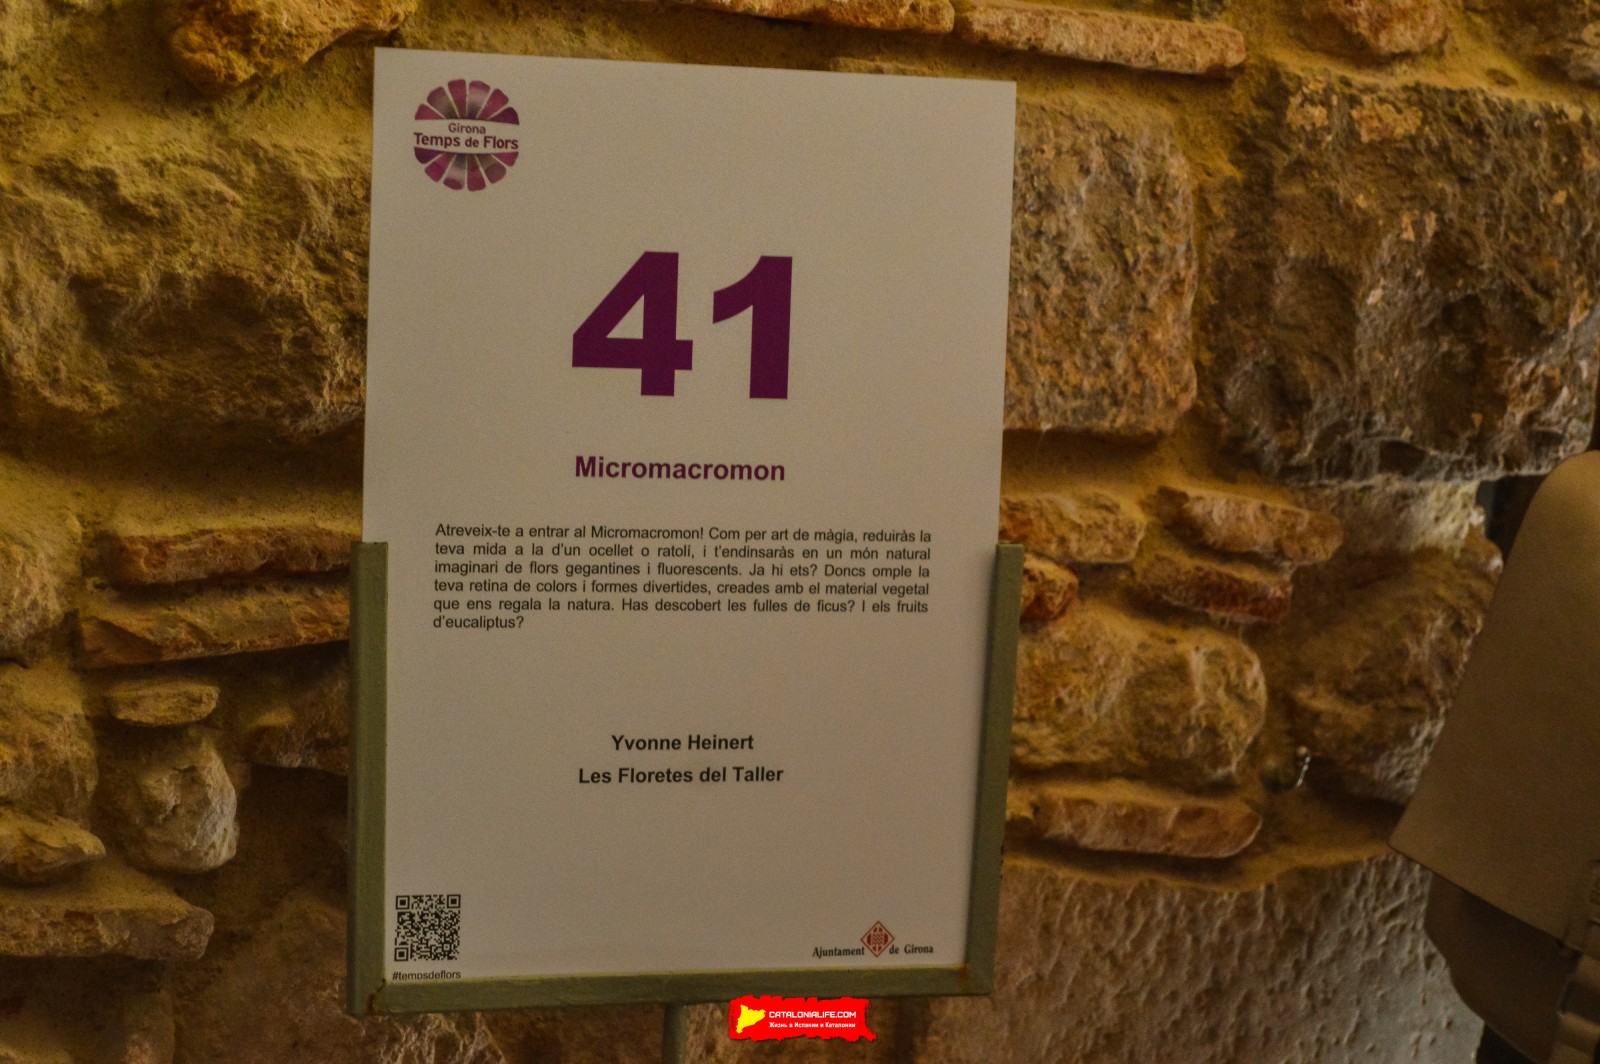 Girona
Temps de Flors
41
Micromacromon
Atreveix-te a entrar al Micromacromon! Com per art de màgia, reduiràs la
teva mida a la d'un ocellet o ratolí, i t'endinsaràs en un món natural
imaginari de flors gegantines i fluorescents. Ja hi ets? Doncs omple la
teva retina de colors i formes divertides, creades amb el material vegetal
que ens regala la natura. Has descobert les fulles de ficus? I els fruits
d'eucaliptus?
Yvonne Heinert
Les Floretes del Taller
#tempsdeflors
Ajuntament de Girona
CATALONIALIFE.COM
Жизнь в Испании и Каталонии